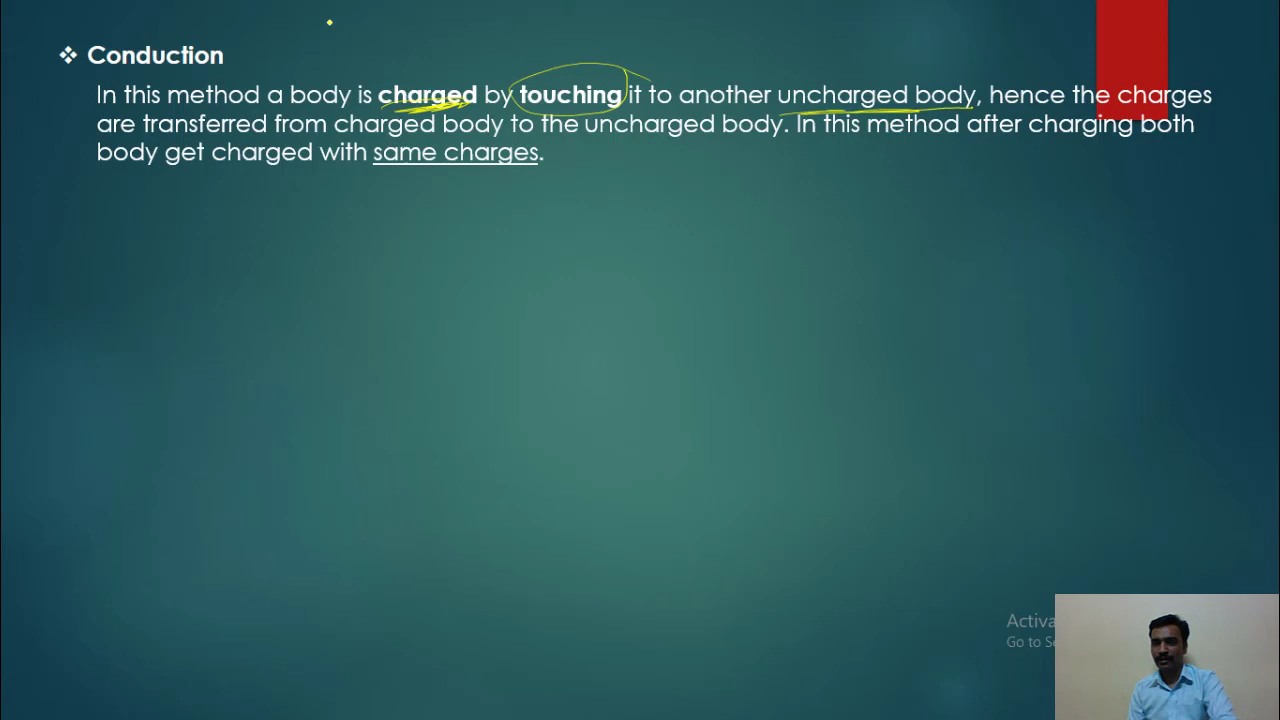 Conduction
In this method a body is charged by touching it to another uncharged body, hence the charges
are transferred from charged body to the uncharged body. In this method after charging both
body get charged with same charges.
Activa
Go to Se